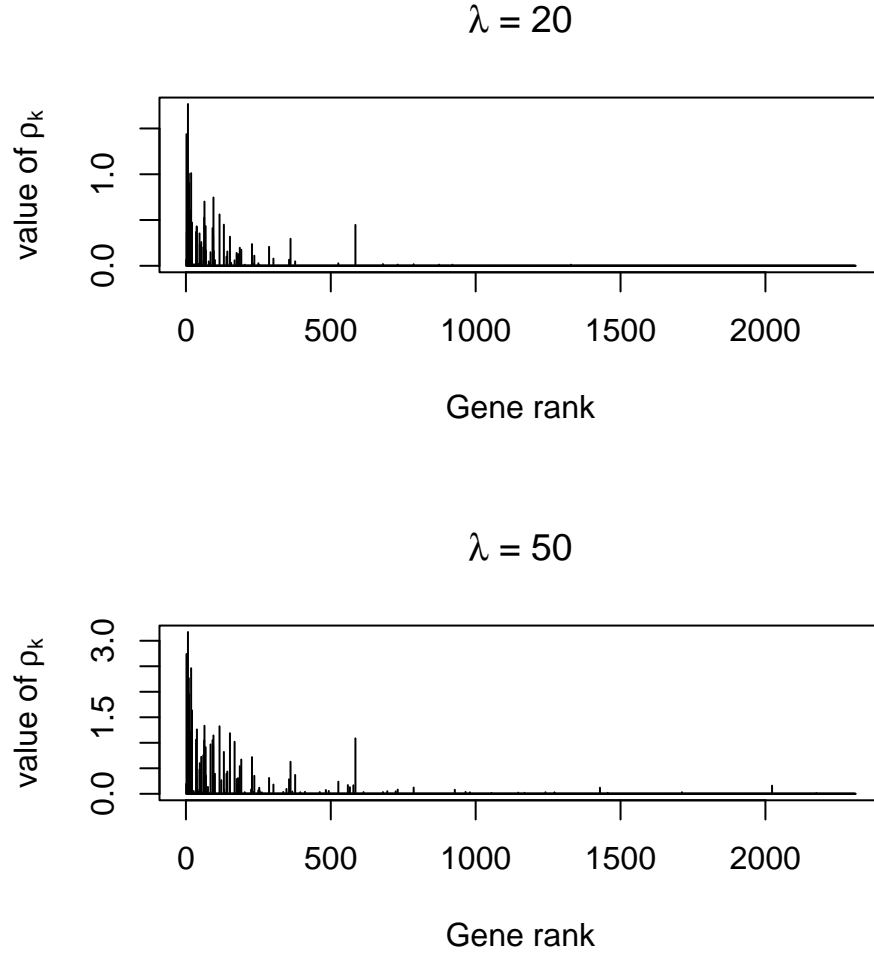 λ = 20
value of ρₖ
0.0 1.0
0 500 1000 1500 2000
Gene rank
λ = 50
value of ρₖ
0.0 1.5 3.0
0 500 1000 1500 2000
Gene rank